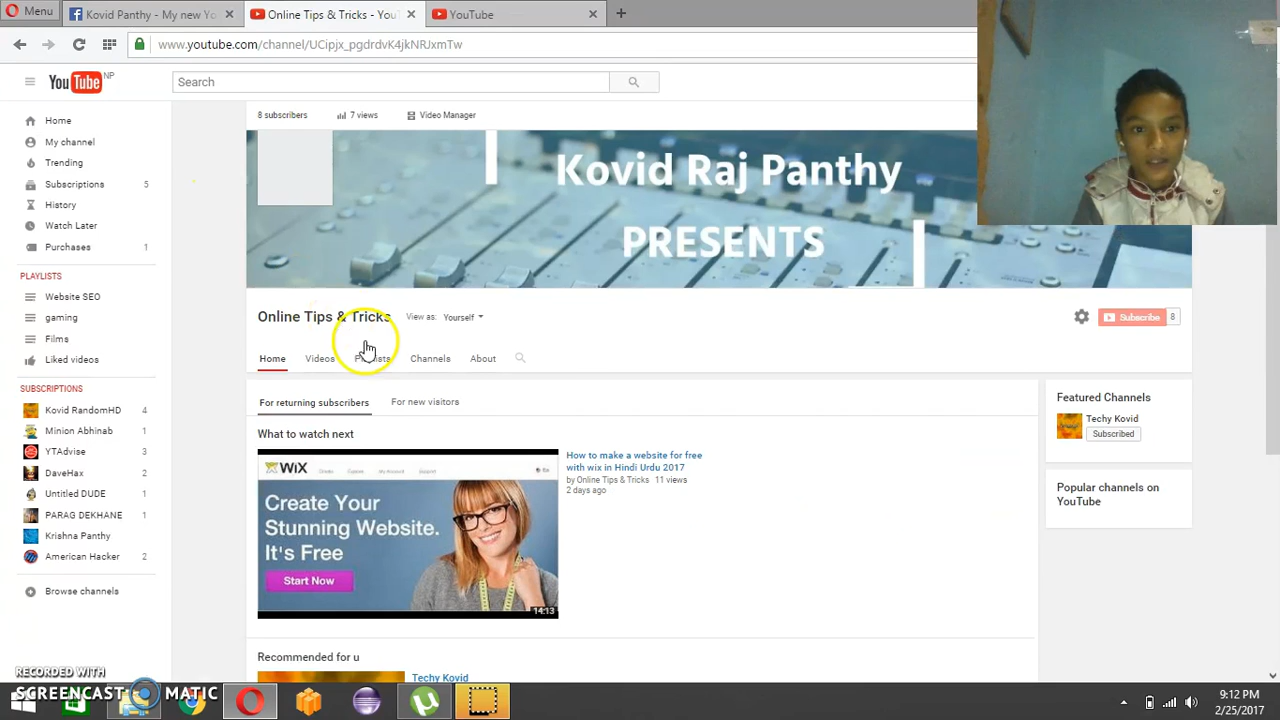 Menu
Kovid Panthy - My new Yo
Online Tips & Tricks - You
YouTube
www.youtube.com/channel/UCipjx_pgdrdvK4jkNRJxmTw
YouTube NP
Search
8 subscribers
7 views
Video Manager
Home
My channel
Trending
Subscriptions 5
History
Watch Later
Purchases 1
PLAYLISTS
Website SEO
gaming
Films
Liked videos
SUBSCRIPTIONS
Kovid RandomHD 4
Minion Abhinab 1
YTAdvise 3
DaveHax 2
Untitled DUDE 1
PARAG DEKHANE 1
Krishna Panthy
American Hacker 2
Browse channels
Kovid Raj Panthy
PRESENTS
Online Tips & Tricks
View as: Yourself
Subscribe 8
Home Videos Playlists Channels About
For returning subscribers
For new visitors
What to watch next
WiX
Create Your
Stunning Website.
It's Free
Start Now
14:13
How to make a website for free
with wix in Hindi Urdu 2017
by Online Tips & Tricks 11 views
2 days ago
Recommended for u
Techy Kovid
Featured Channels
Techy Kovid
Subscribed
Popular channels on
YouTube
RECORDED WITH
SCREENCAST MATIC
9:12 PM
2/25/2017